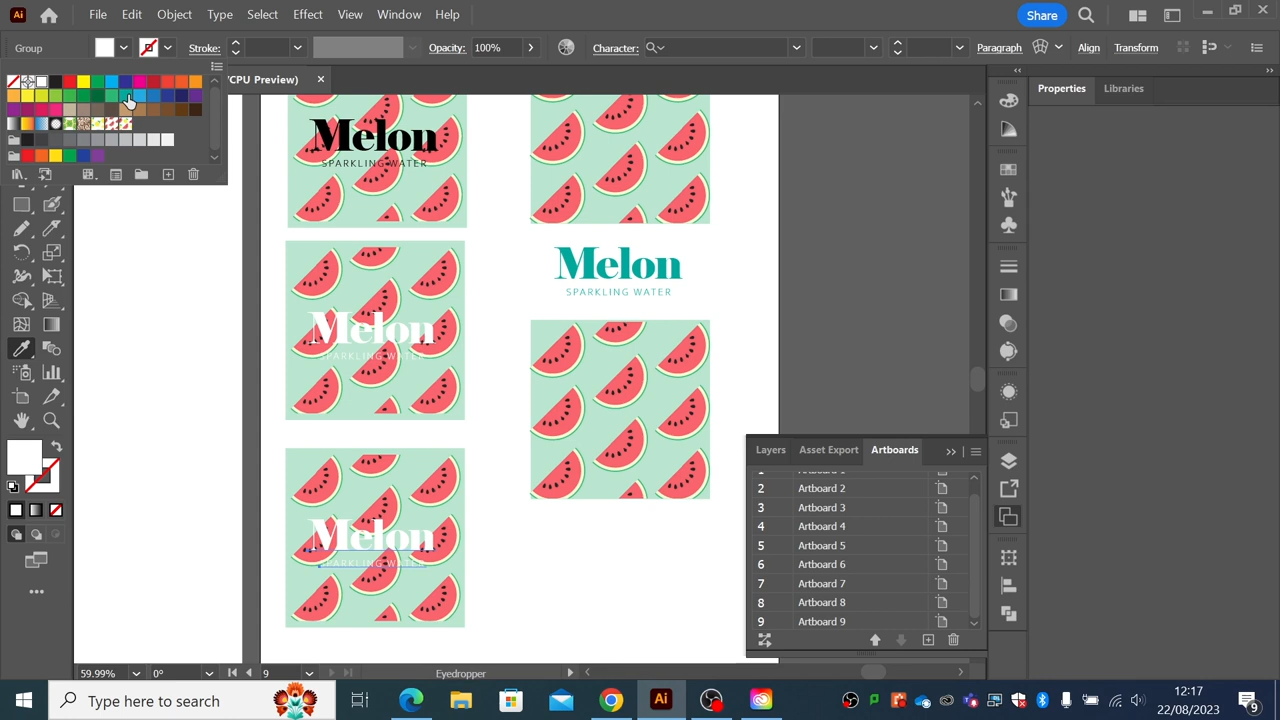 Ai File Edit Object Type Select Effect View Window Help Share
Group Stroke: Opacity: 100% Character: Paragraph Align Transform
/CPU Preview) ×
Properties Libraries
Melon
SPARKLING WATER
Melon
SPARKLING WATER
Melon
SPARKLING WATER
Melon
SPARKLING WATER
Layers Asset Export Artboards
2 Artboard 2
3 Artboard 3
4 Artboard 4
5 Artboard 5
6 Artboard 6
7 Artboard 7
8 Artboard 8
9 Artboard 9
59.99% 0° 9 Eyedropper
Type here to search
Ai
12:17
22/08/2023
9